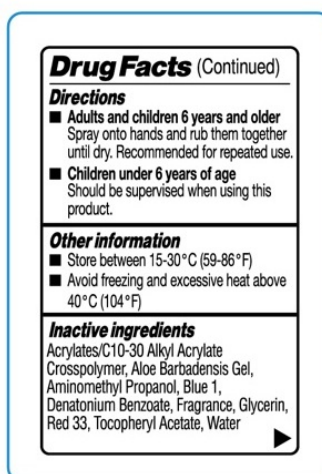 Drug Facts (Continued)
Directions
■ Adults and children 6 years and older
Spray onto hands and rub them together
until dry. Recommended for repeated use.
■ Children under 6 years of age
Should be supervised when using this
product.
Other information
■ Store between 15-30°C (59-86°F)
■ Avoid freezing and excessive heat above
40°C (104°F)
Inactive ingredients
Acrylates/C10-30 Alkyl Acrylate
Crosspolymer, Aloe Barbadensis Gel,
Aminomethyl Propanol, Blue 1,
Denatonium Benzoate, Fragrance, Glycerin,
Red 33, Tocopheryl Acetate, Water